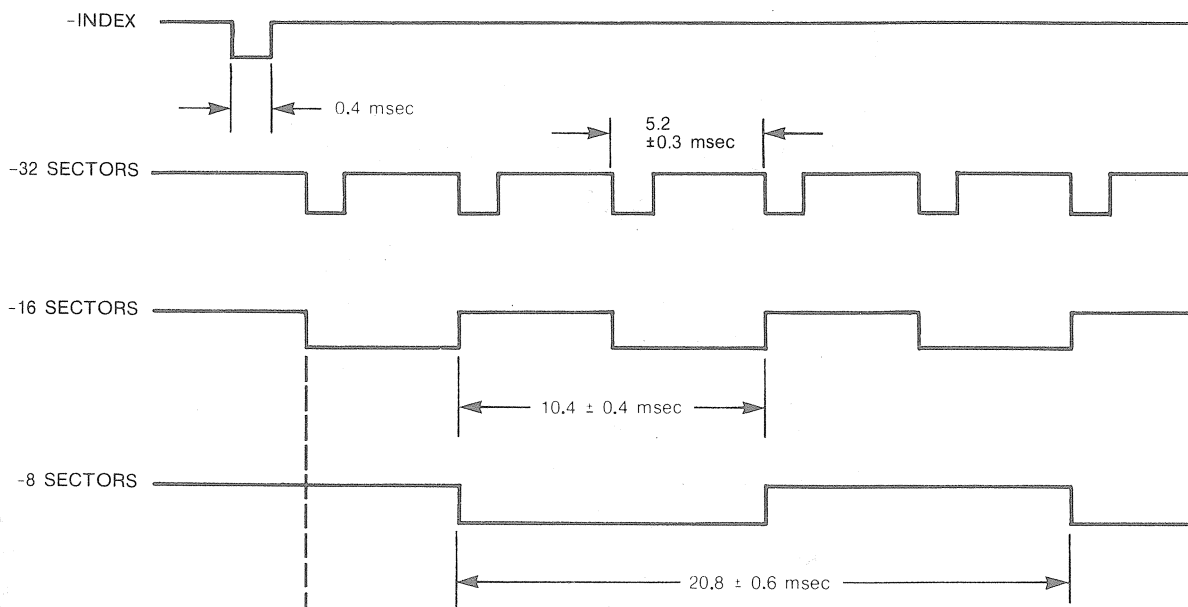 -INDEX
0.4 msec
5.2
±0.3 msec
-32 SECTORS
-16 SECTORS
10.4 ± 0.4 msec
-8 SECTORS
20.8 ± 0.6 msec